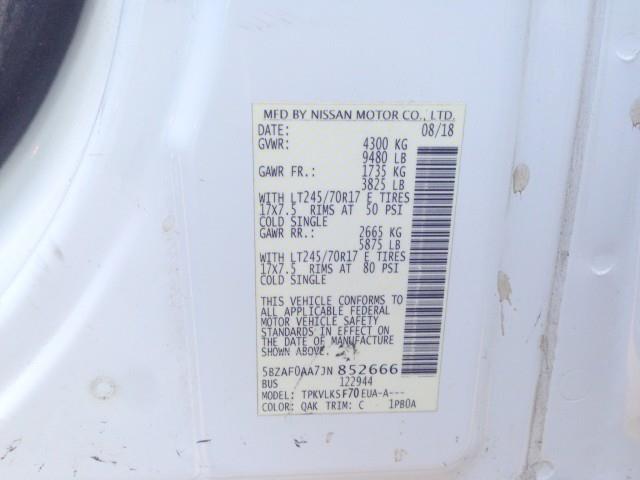 MFD BY NISSAN MOTOR CO., LTD.
DATE: 08/18
GVWR: 4300 KG
9480 LB
GAWR FR.: 1735 KG
3825 LB
WITH LT245/70R17 E TIRES
17X7.5 RIMS AT 50 PSI
COLD SINGLE
GAWR RR.: 2665 KG
5875 LB
WITH LT245/70R17 E TIRES
17X7.5 RIMS AT 80 PSI
COLD SINGLE
THIS VEHICLE CONFORMS TO
ALL APPLICABLE FEDERAL
MOTOR VEHICLE SAFETY
STANDARDS IN EFFECT ON
THE DATE OF MANUFACTURE
SHOWN ABOVE.
5BZAF0AA7JN852666
BUS 122944
MODEL: TPKVLKSF70EUA-A---
COLOR: QAK TRIM: C 1PB0A